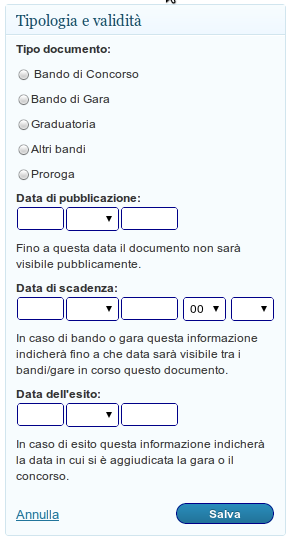 Tipologia e validità
Tipo documento:
Bando di Concorso
Bando di Gara
Graduatoria
Altri bandi
Proroga
Data di pubblicazione:
Fino a questa data il documento non sarà
visibile pubblicamente.
Data di scadenza:
00
In caso di bando o gara questa informazione
indicherà fino a che data sarà visibile tra i
bandi/gare in corso questo documento.
Data dell'esito:
In caso di esito questa informazione indicherà
la data in cui si è aggiudicata la gara o il
concorso.
Annulla Salva